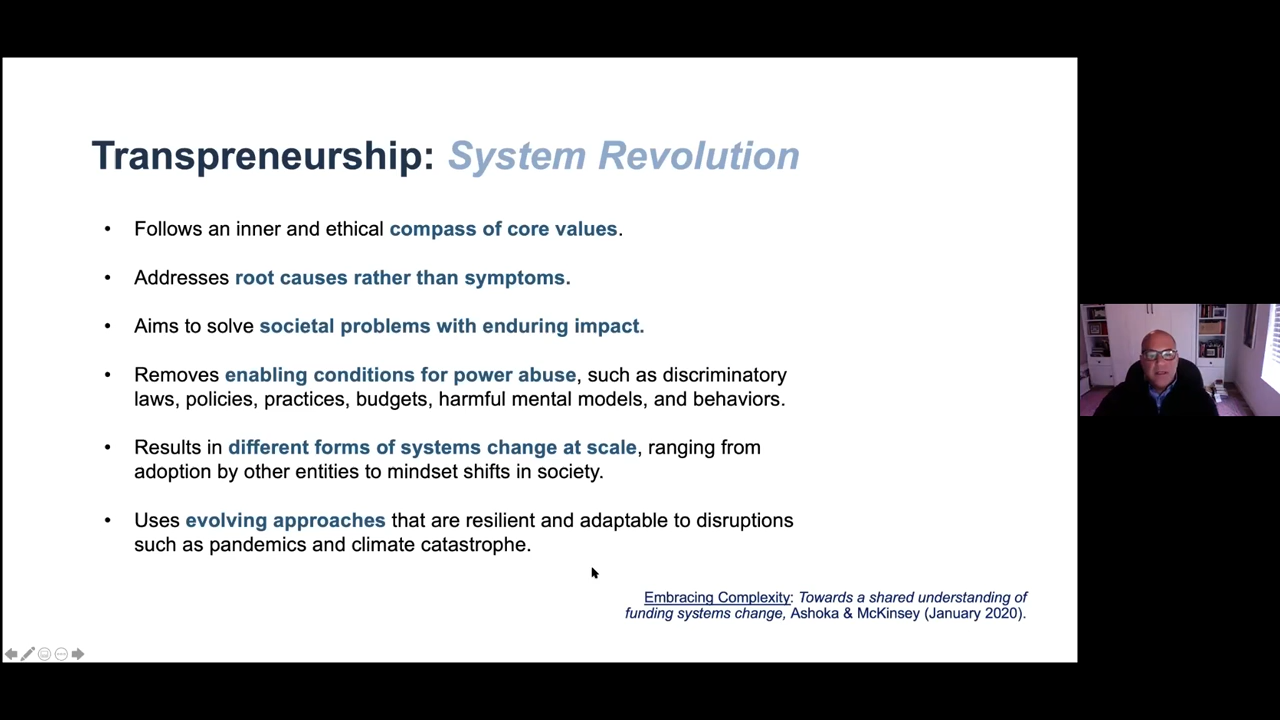 Transpreneurship: System Revolution
• Follows an inner and ethical compass of core values.
• Addresses root causes rather than symptoms.
• Aims to solve societal problems with enduring impact.
• Removes enabling conditions for power abuse, such as discriminatory
laws, policies, practices, budgets, harmful mental models, and behaviors.
• Results in different forms of systems change at scale, ranging from
adoption by other entities to mindset shifts in society.
• Uses evolving approaches that are resilient and adaptable to disruptions
such as pandemics and climate catastrophe.
Embracing Complexity: Towards a shared understanding of
funding systems change, Ashoka & McKinsey (January 2020).